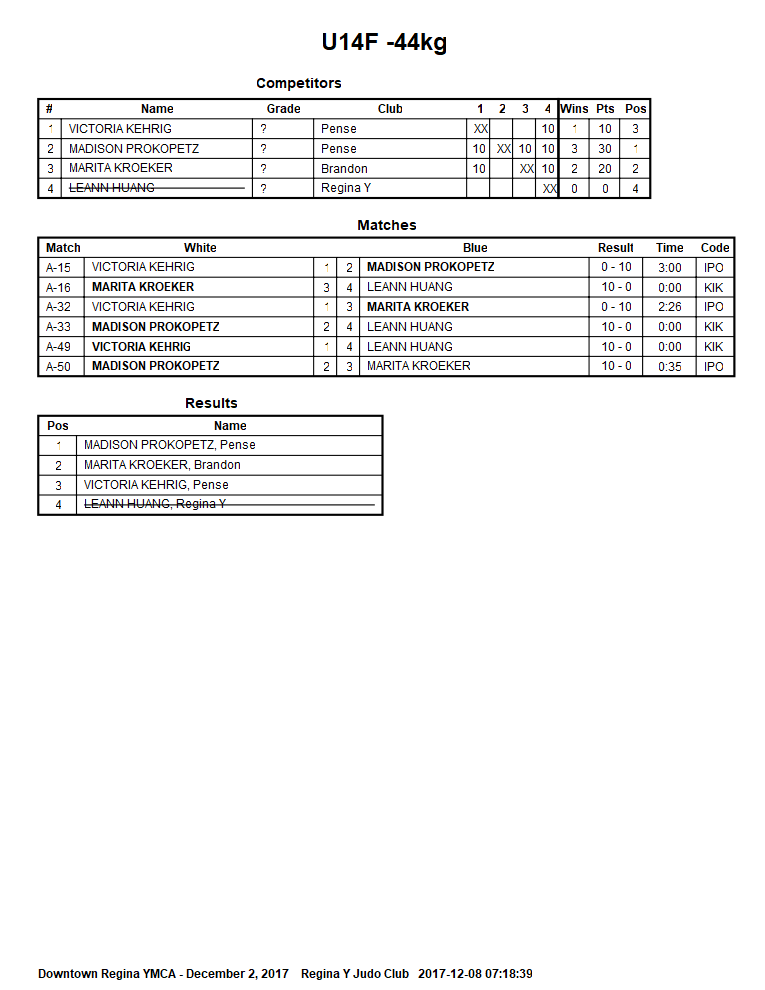 U14F -44kg
Competitors
# Name Grade Club 1 2 3 4 Wins Pts Pos
1 VICTORIA KEHRIG ? Pense XX 10 1 10 3
2 MADISON PROKOPETZ ? Pense 10 XX 10 10 3 30 1
3 MARITA KROEKER ? Brandon 10 XX 10 2 20 2
4 LEANN HUANG ? Regina Y XX 0 0 4
Matches
Match White Blue Result Time Code
A-15 VICTORIA KEHRIG 1 2 MADISON PROKOPETZ 0 - 10 3:00 IPO
A-16 MARITA KROEKER 3 4 LEANN HUANG 10 - 0 0:00 KIK
A-32 VICTORIA KEHRIG 1 3 MARITA KROEKER 0 - 10 2:26 IPO
A-33 MADISON PROKOPETZ 2 4 LEANN HUANG 10 - 0 0:00 KIK
A-49 VICTORIA KEHRIG 1 4 LEANN HUANG 10 - 0 0:00 KIK
A-50 MADISON PROKOPETZ 2 3 MARITA KROEKER 10 - 0 0:35 IPO
Results
Pos Name
1 MADISON PROKOPETZ, Pense
2 MARITA KROEKER, Brandon
3 VICTORIA KEHRIG, Pense
4 LEANN HUANG, Regina Y
Downtown Regina YMCA - December 2, 2017 Regina Y Judo Club 2017-12-08 07:18:39